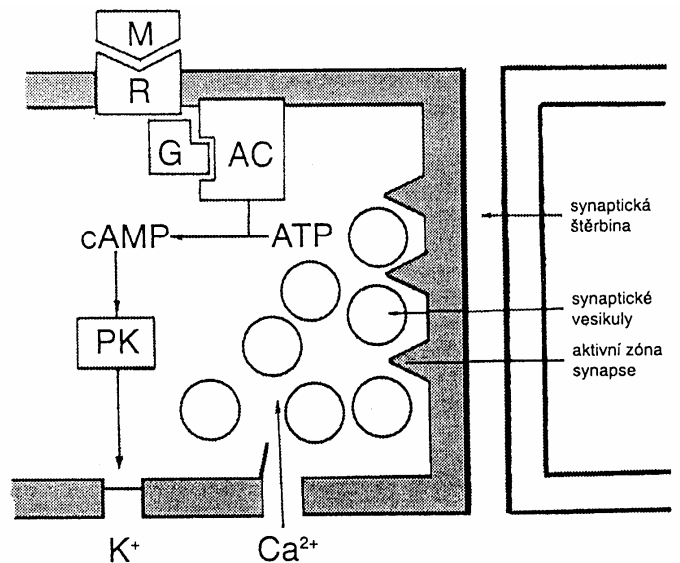 M
R
G
AC
cAMP
ATP
PK
K⁺
Ca²⁺
synaptická
štěrbina
synaptické
vesikuly
aktivní zóna
synapse